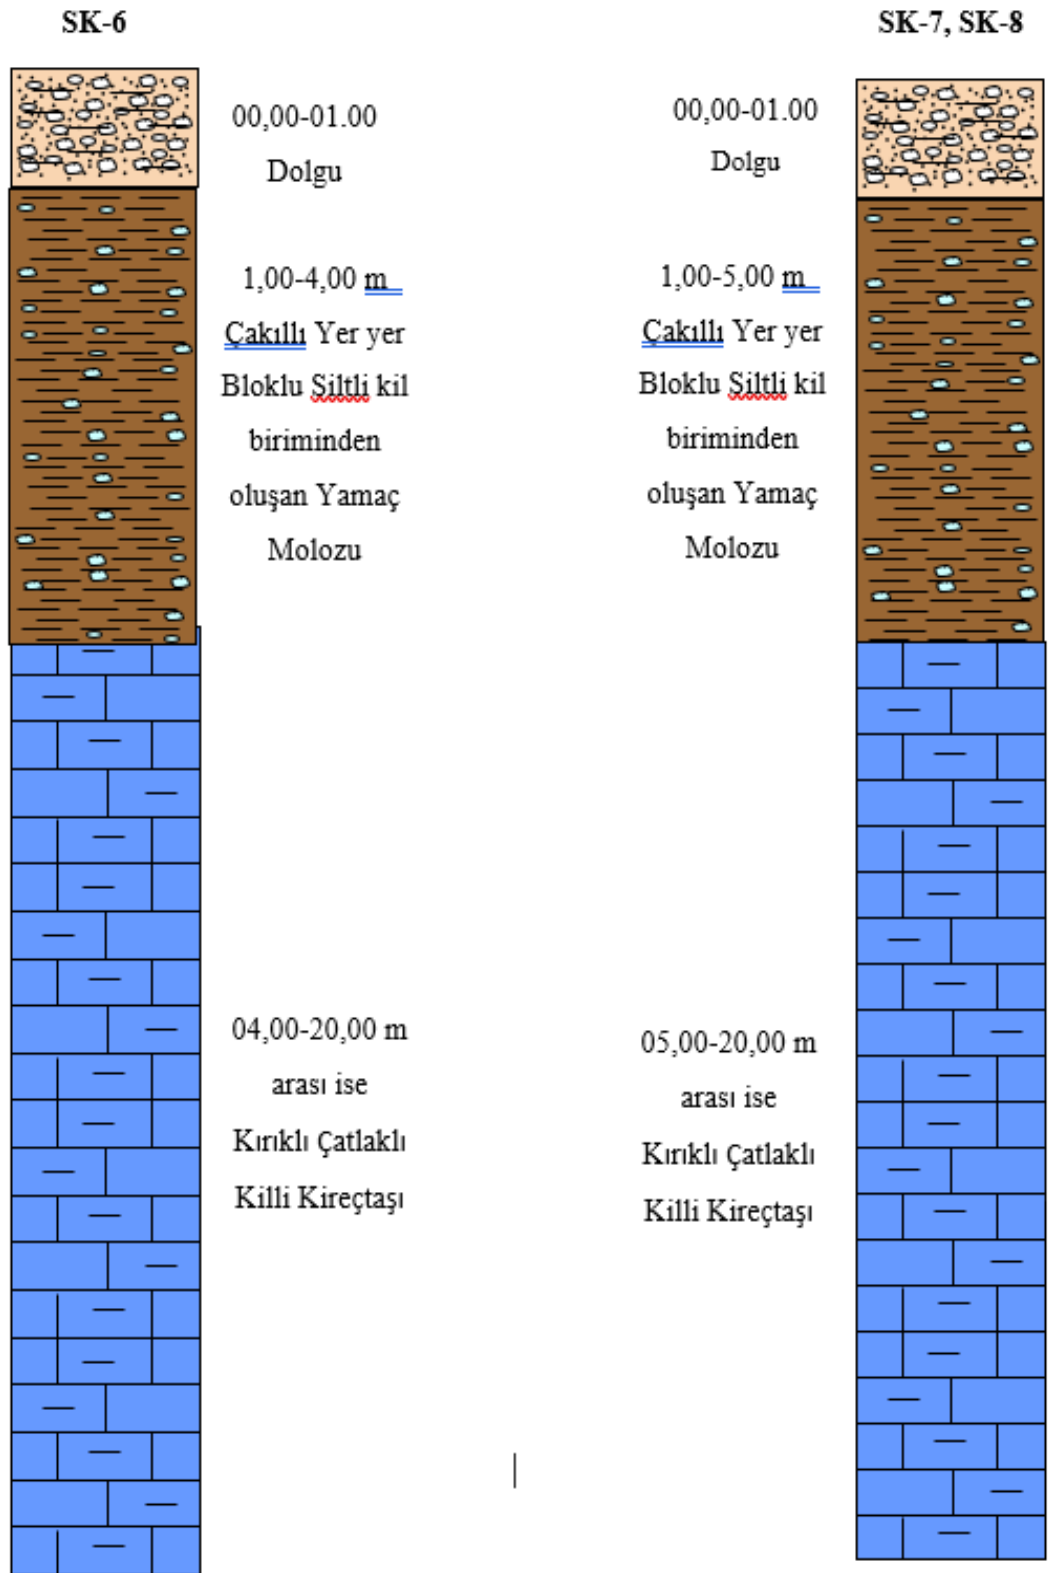 SK-6
00,00-01.00
Dolgu
1,00-4,00 m
Çakıllı Yer yer
Bloklu Siltli kil
biriminden
oluşan Yamaç
Molozu
04,00-20,00 m
arası ise
Kırıklı Çatlaklı
Killi Kireçtaşı
SK-7, SK-8
00,00-01.00
Dolgu
1,00-5,00 m
Çakıllı Yer yer
Bloklu Siltli kil
biriminden
oluşan Yamaç
Molozu
05,00-20,00 m
arası ise
Kırıklı Çatlaklı
Killi Kireçtaşı